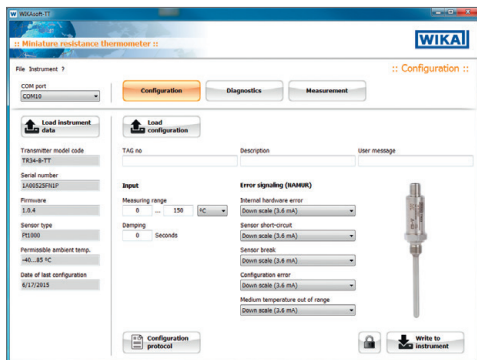 WIKAsoft-TT
:: Miniature resistance thermometer ::
WIKA
File Instrument ?
:: Configuration ::
COM port
COM10
Configuration
Diagnostics
Measurement
Load instrument data
Load configuration
Transmitter model code
TR34-B-TT
TAG no
Description
User message
Serial number
1A00525FN1P
Input
Error signaling (NAMUR)
Firmware
1.0.4
Measuring range
0 ... 150 ºC
Internal hardware error
Down scale (3.6 mA)
Sensor type
Pt1000
Damping
0 Seconds
Sensor short-circuit
Down scale (3.6 mA)
Permissible ambient temp.
-40...85 ºC
Sensor break
Down scale (3.6 mA)
Date of last configuration
6/17/2015
Configuration error
Down scale (3.6 mA)
Medium temperature out of range
Down scale (3.6 mA)
Configuration protocol
Write to instrument